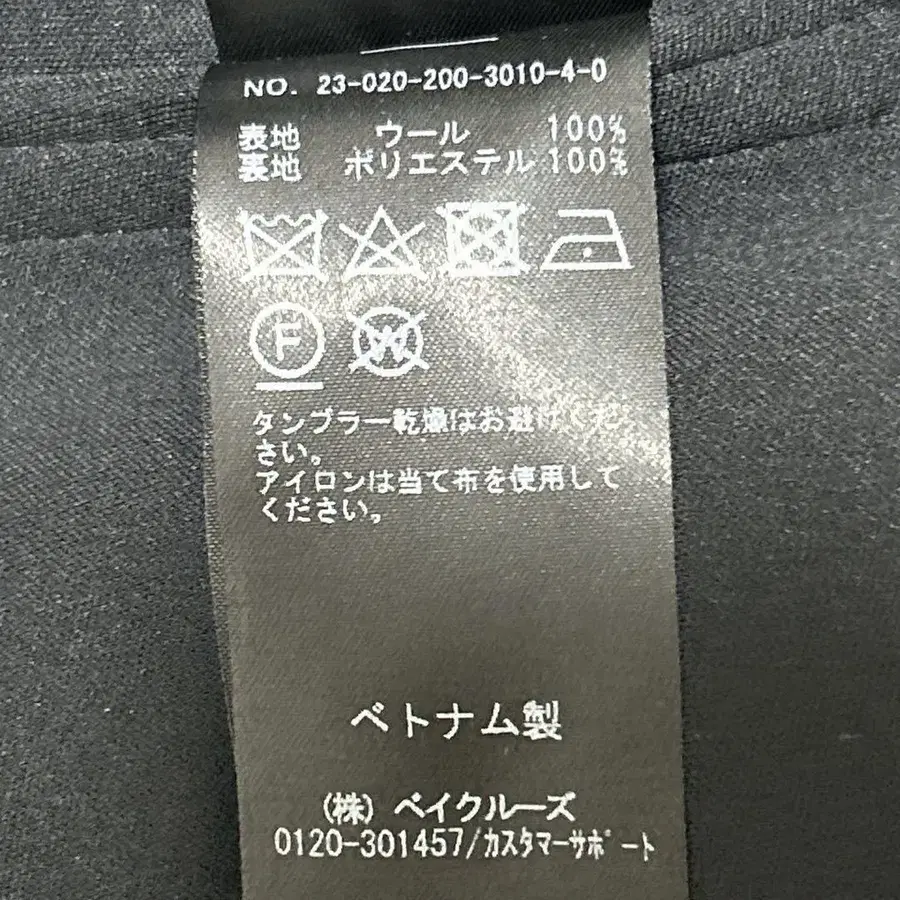 NO. 23-020-200-3010-4-0
表地 ウール 100%
裏地 ポリエステル 100%
F
W
タンブラー乾燥はお避けくだ
さい。
アイロンは当て布を使用して
ください。
ベトナム製
(株) ベイクルーズ
0120-301457/カスタマーサポート